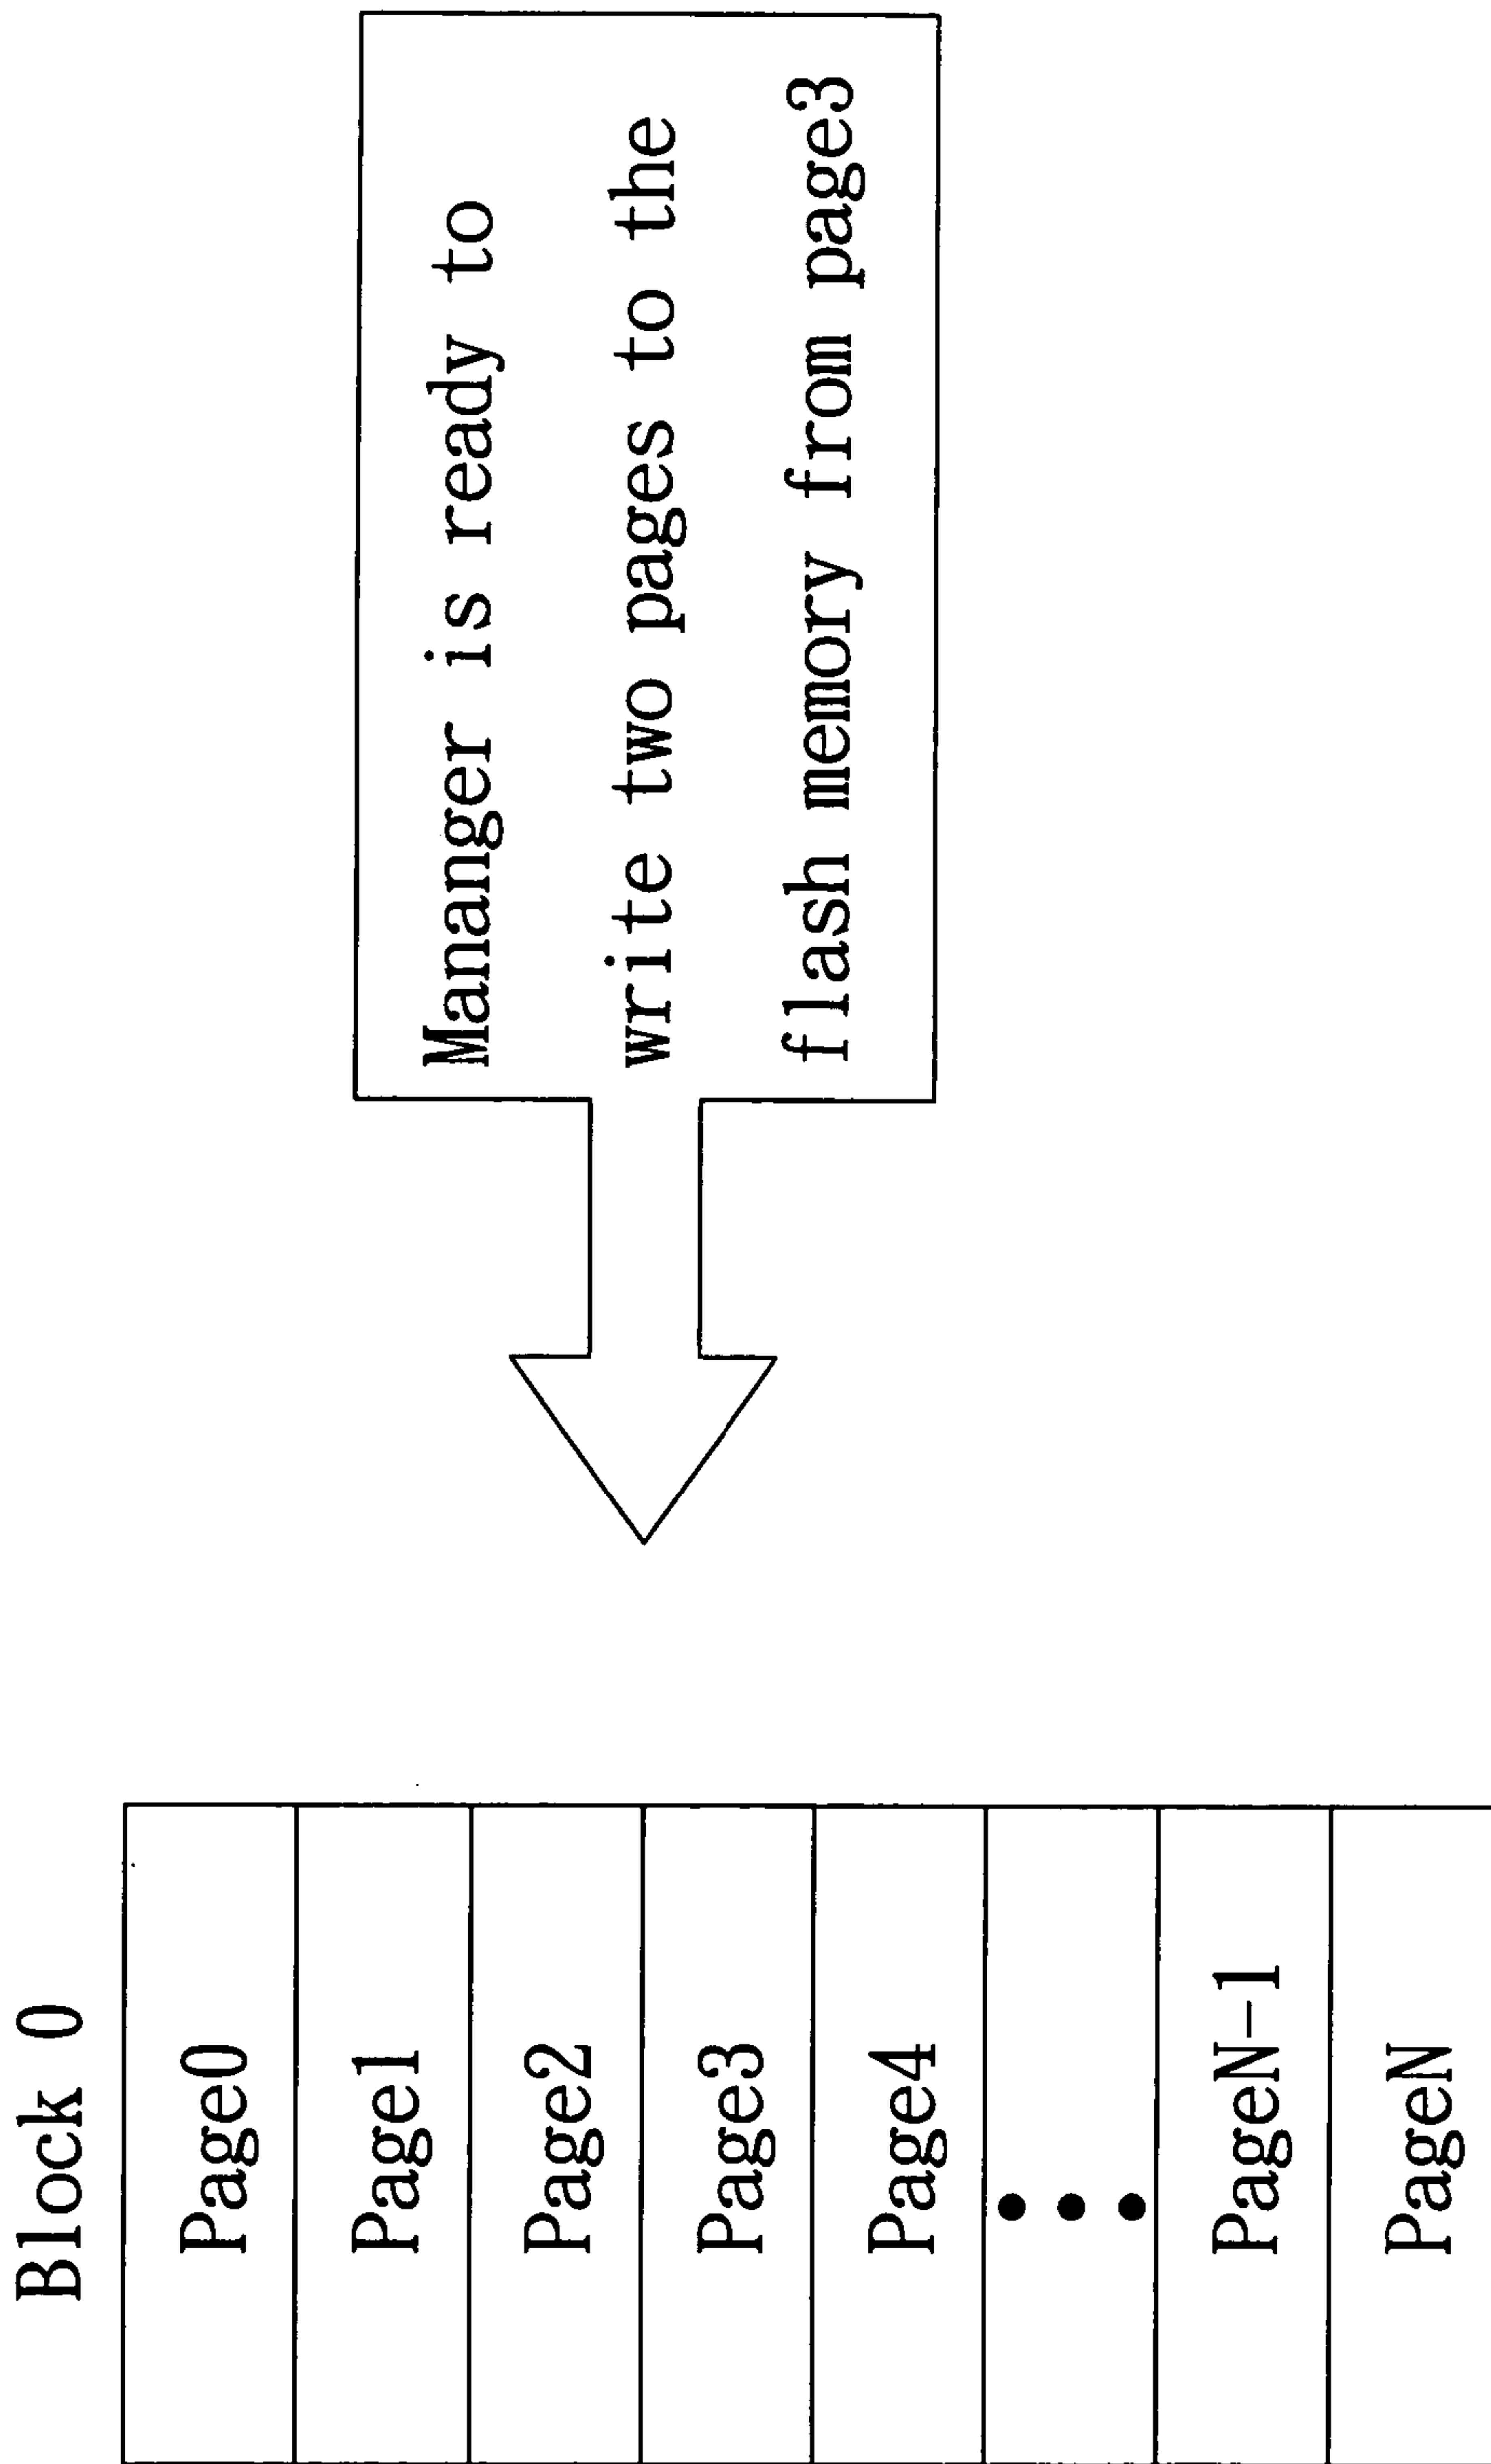 Block 0
Page0
Page1
Page2
Page3
Page4
•••
PageN-1
PageN
Mananger is ready to
write two pages to the
flash memory from page3